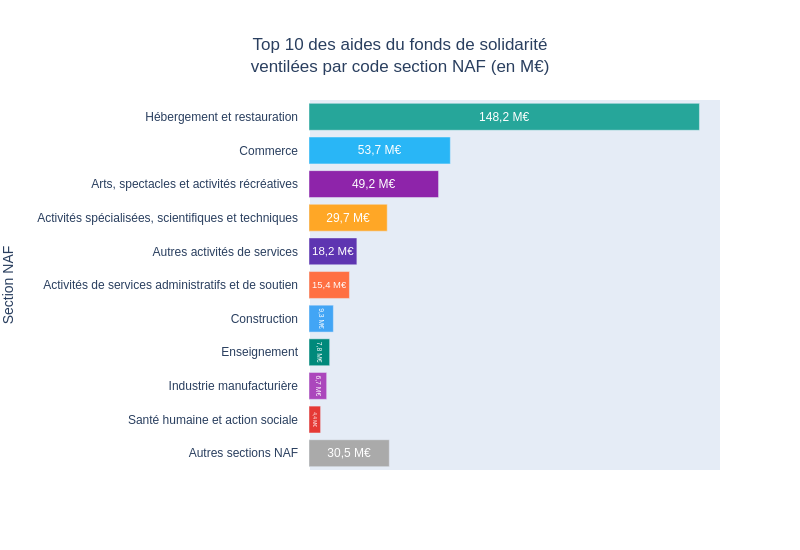 Top 10 des aides du fonds de solidarité
ventilées par code section NAF (en M€)
Section NAF
Hébergement et restauration 148,2 M€
Commerce 53,7 M€
Arts, spectacles et activités récréatives 49,2 M€
Activités spécialisées, scientifiques et techniques 29,7 M€
Autres activités de services 18,2 M€
Activités de services administratifs et de soutien 15,4 M€
Construction 9,3 M€
Enseignement 7,8 M€
Industrie manufacturière 6,7 M€
Santé humaine et action sociale 4,4 M€
Autres sections NAF 30,5 M€